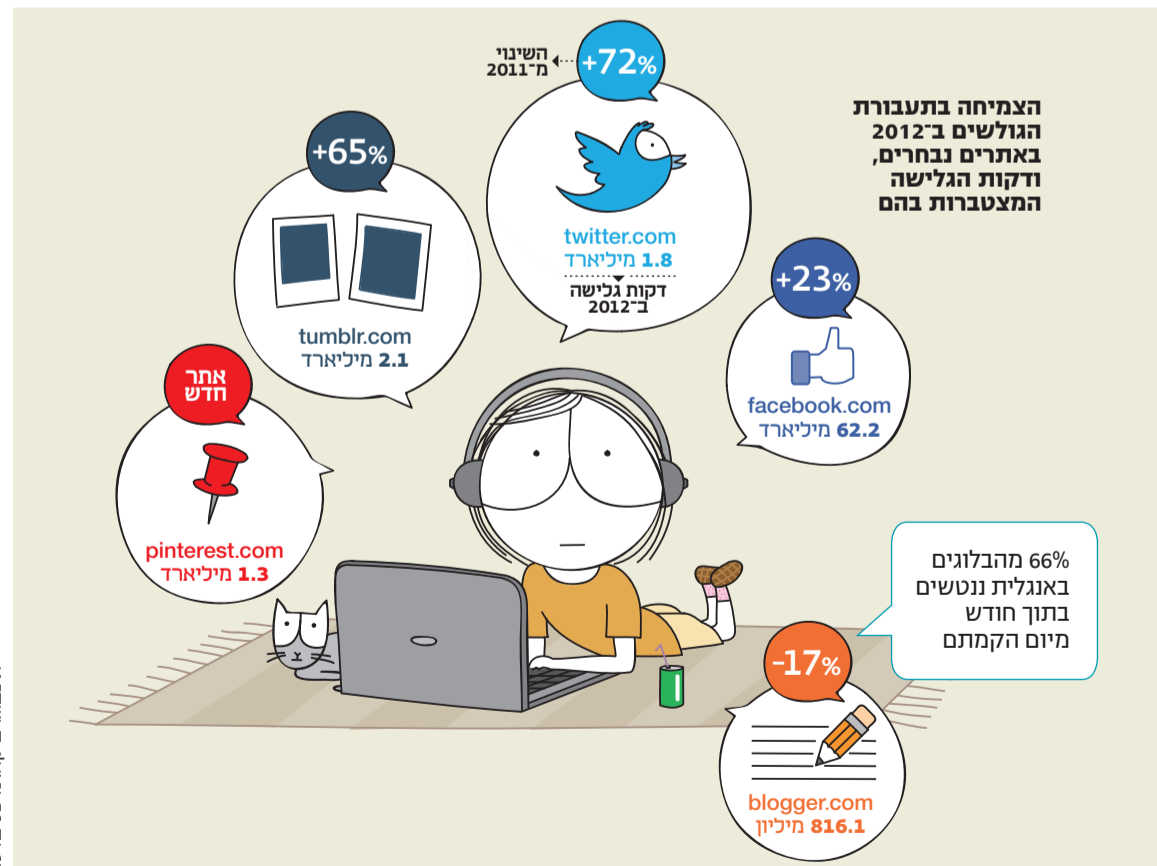 הצמיחה בתעבורת
הגולשים ב־2012
באתרים נבחרים,
ודקות הגלישה
המצטברות בהם
השינוי
מ־2011
+72%
twitter.com
1.8 מיליארד
דקות גלישה
ב־2012
+65%
tumblr.com
2.1 מיליארד
+23%
facebook.com
62.2 מיליארד
אתר
חדש
pinterest.com
1.3 מיליארד
66% מהבלוגים
באנגלית ננטשים
בתוך חודש
מיום הקמתם
-17%
blogger.com
816.1 מיליון